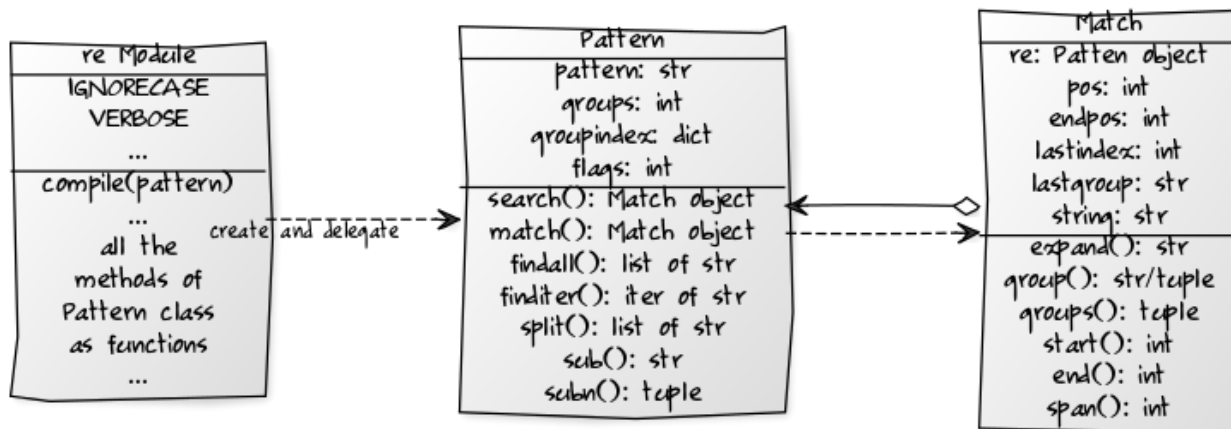 re Module
IGNORECASE
VERBOSE
...
compile(pattern)
...
all the
methods of
Pattern class
as functions
...
create and delegate
Pattern
pattern: str
groups: int
groupindex: dict
flags: int
search(): Match object
match(): Match object
findall(): list of str
finditer(): iter of str
split(): list of str
sub(): str
subn(): tuple
Match
re: Patten object
pos: int
endpos: int
lastindex: int
lastgroup: str
string: str
expand(): str
group(): str/tuple
groups(): tuple
start(): int
end(): int
span(): int